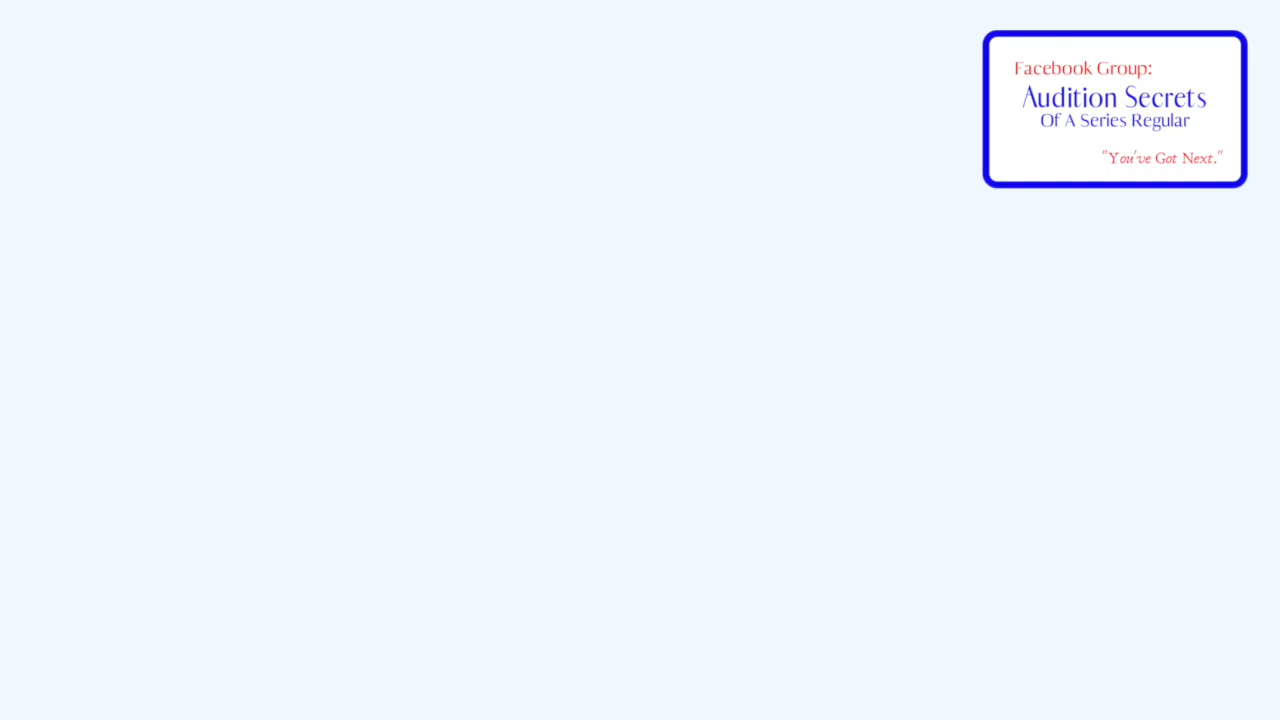 Facebook Group:
Audition Secrets
Of A Series Regular
"You've Got Next."